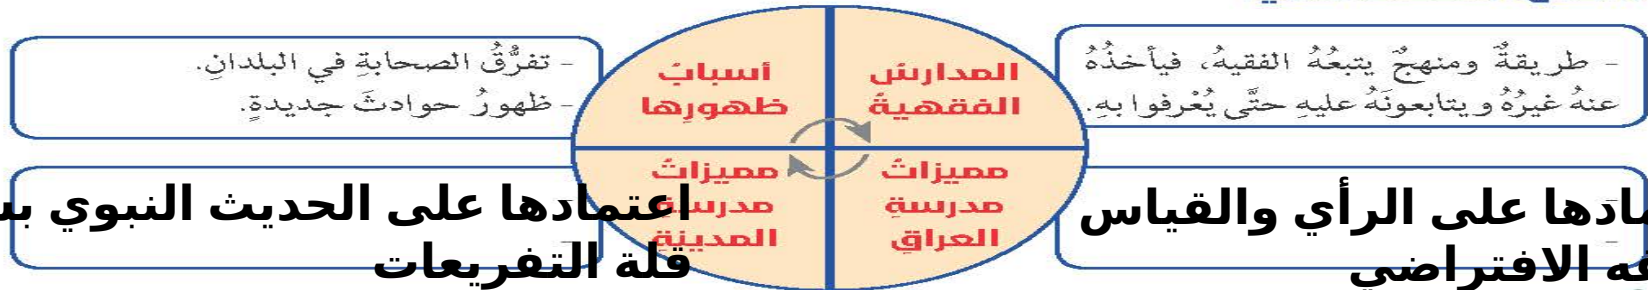 - طريقةٌ ومنهجٌ يتبعُهُ الفقيهُ، فيأخذُهُ
عنهُ غيرُهُ ويتابعونَهُ عليهِ حتَّى يُعْرفوا بهِ.
المدارسُ
الفقهيةُ
أسبابُ
ظهورِها
- تفرُّقُ الصحابةِ في البلدانِ.
- ظهورُ حوادثَ جديدةٍ.
مميزاتُ
مدرسةِ
العراقِ
على الرأي والقياس
الافتراضي
مميزاتُ
مدرسةِ
المدينةِ
اعتمادها على الحديث النبوي
قلة التفريعات